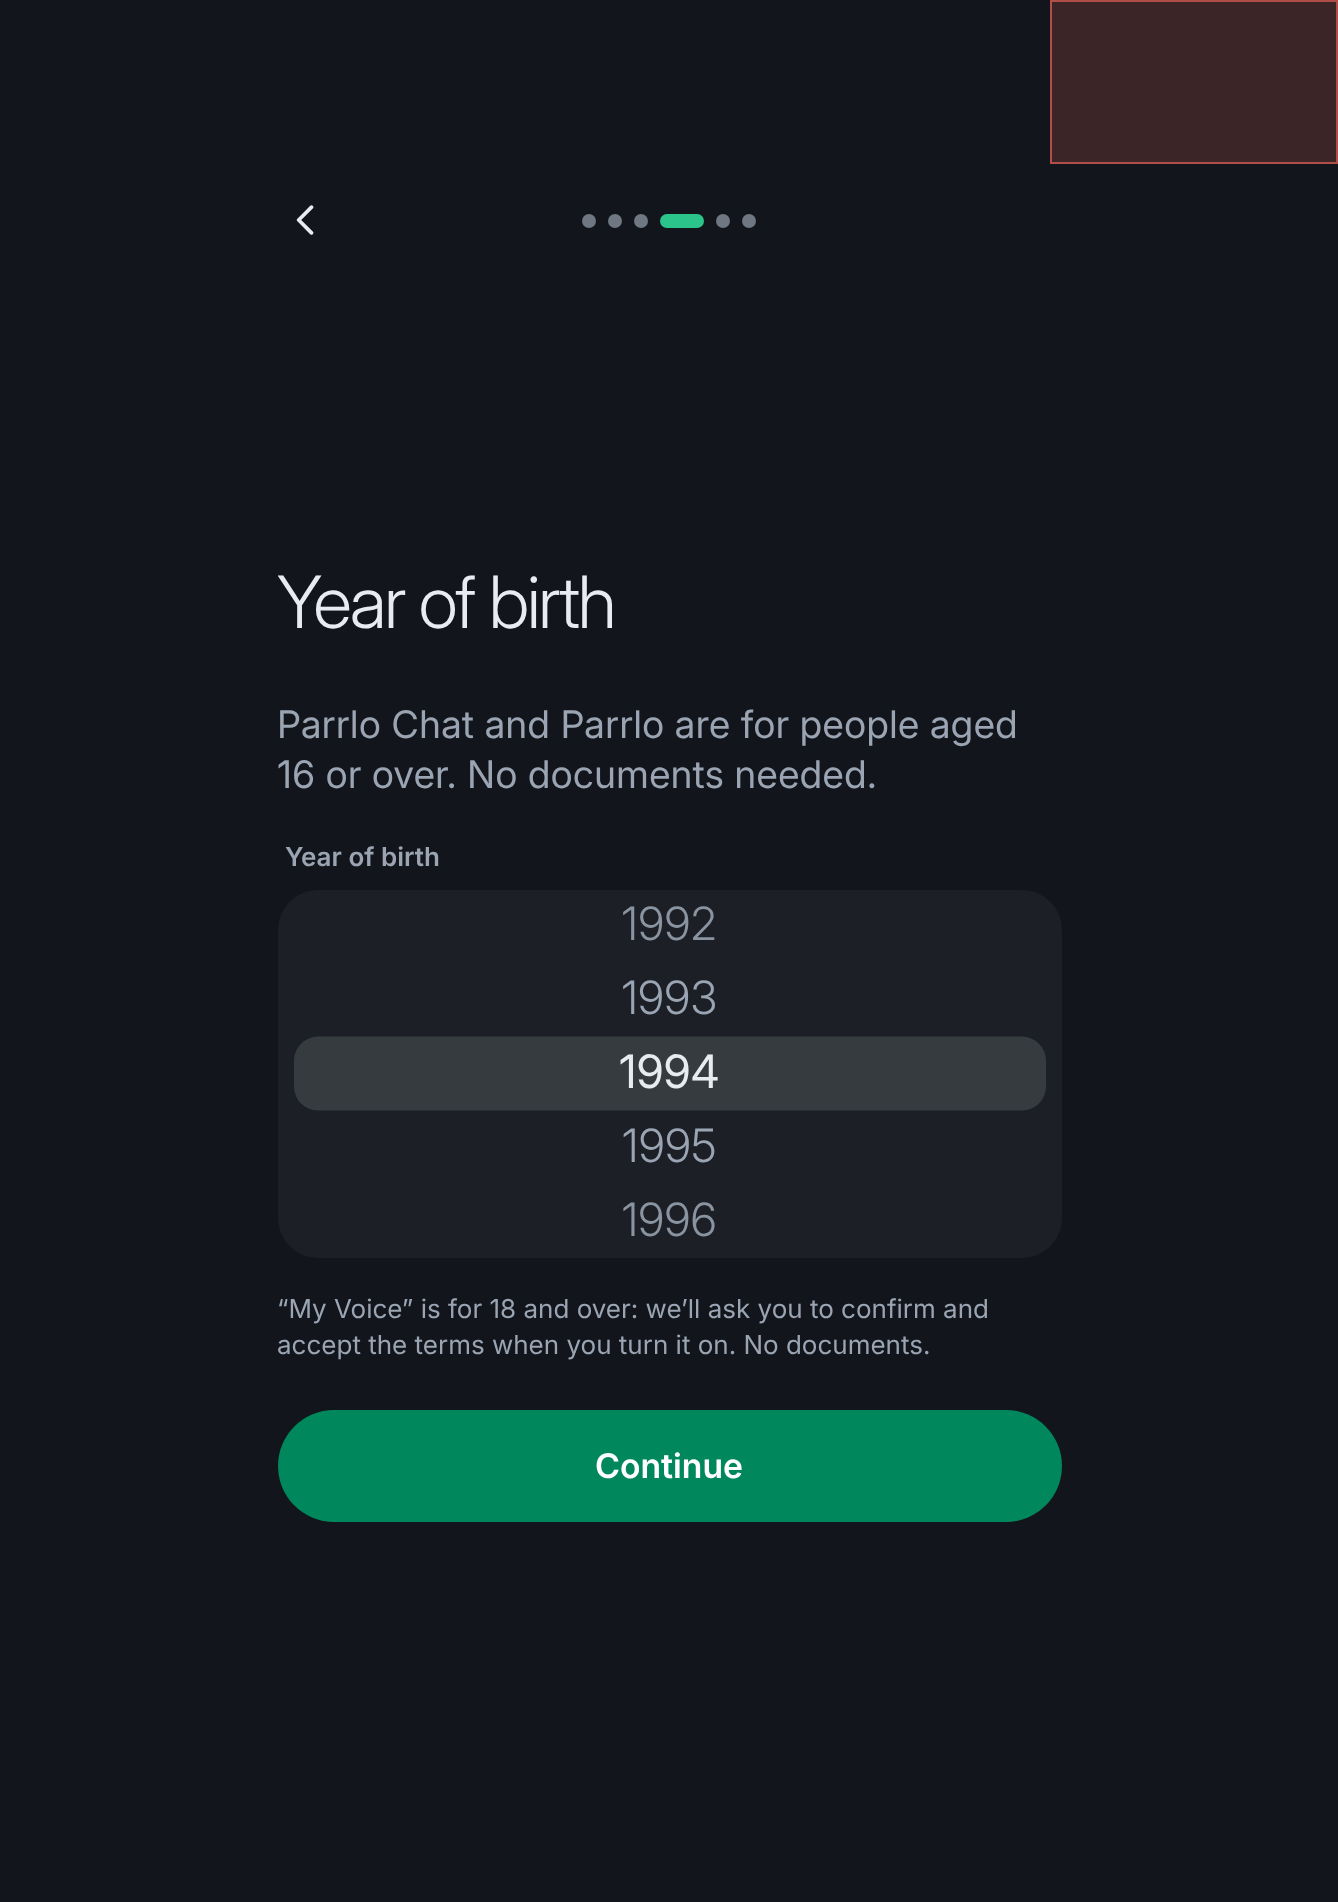 Year of birth
Parrlo Chat and Parrlo are for people aged
16 or over. No documents needed.
Year of birth
1992
1993
1994
1995
1996
“My Voice” is for 18 and over: we’ll ask you to confirm and
accept the terms when you turn it on. No documents.
Continue